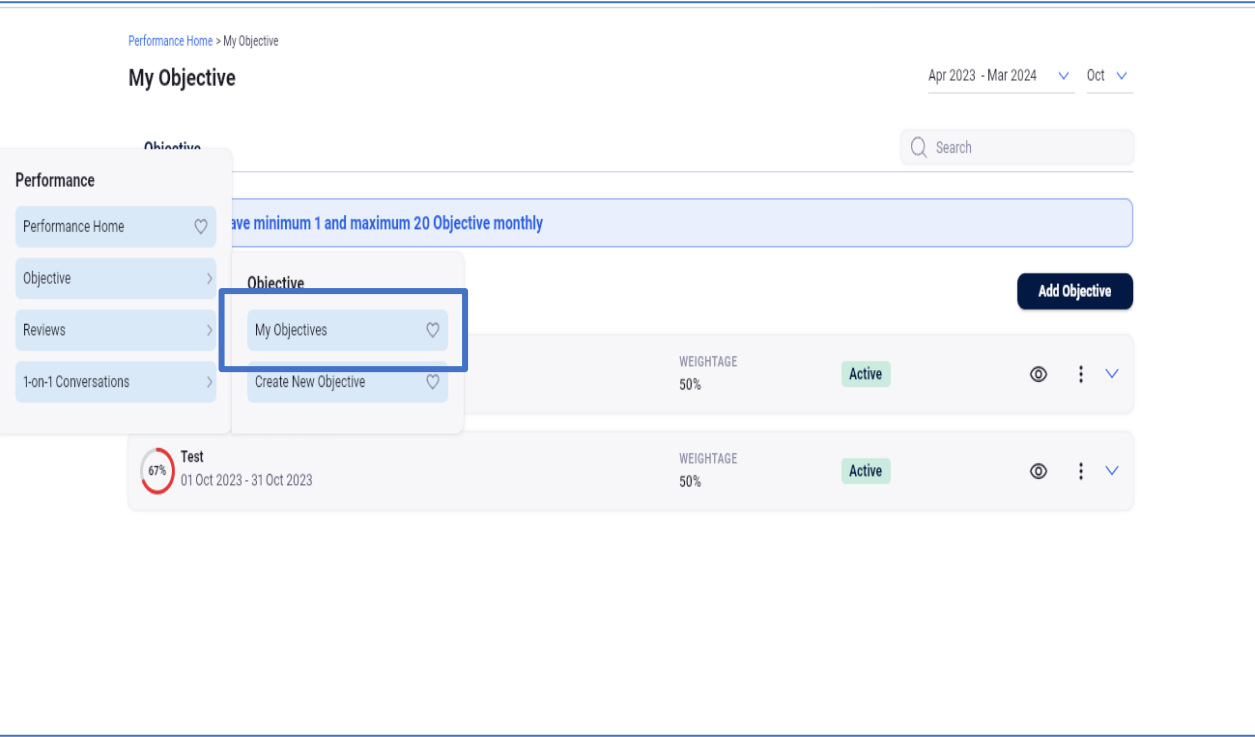 Performance Home > My Objective
My Objective
Apr 2023 - Mar 2024
Oct
Objective
Search
ave minimum 1 and maximum 20 Objective monthly
Add Objective
Performance
Performance Home
Objective
Reviews
1-on-1 Conversations
Objective
My Objectives
Create New Objective
WEIGHTAGE
50%
Active
67%
Test
01 Oct 2023 - 31 Oct 2023
WEIGHTAGE
50%
Active